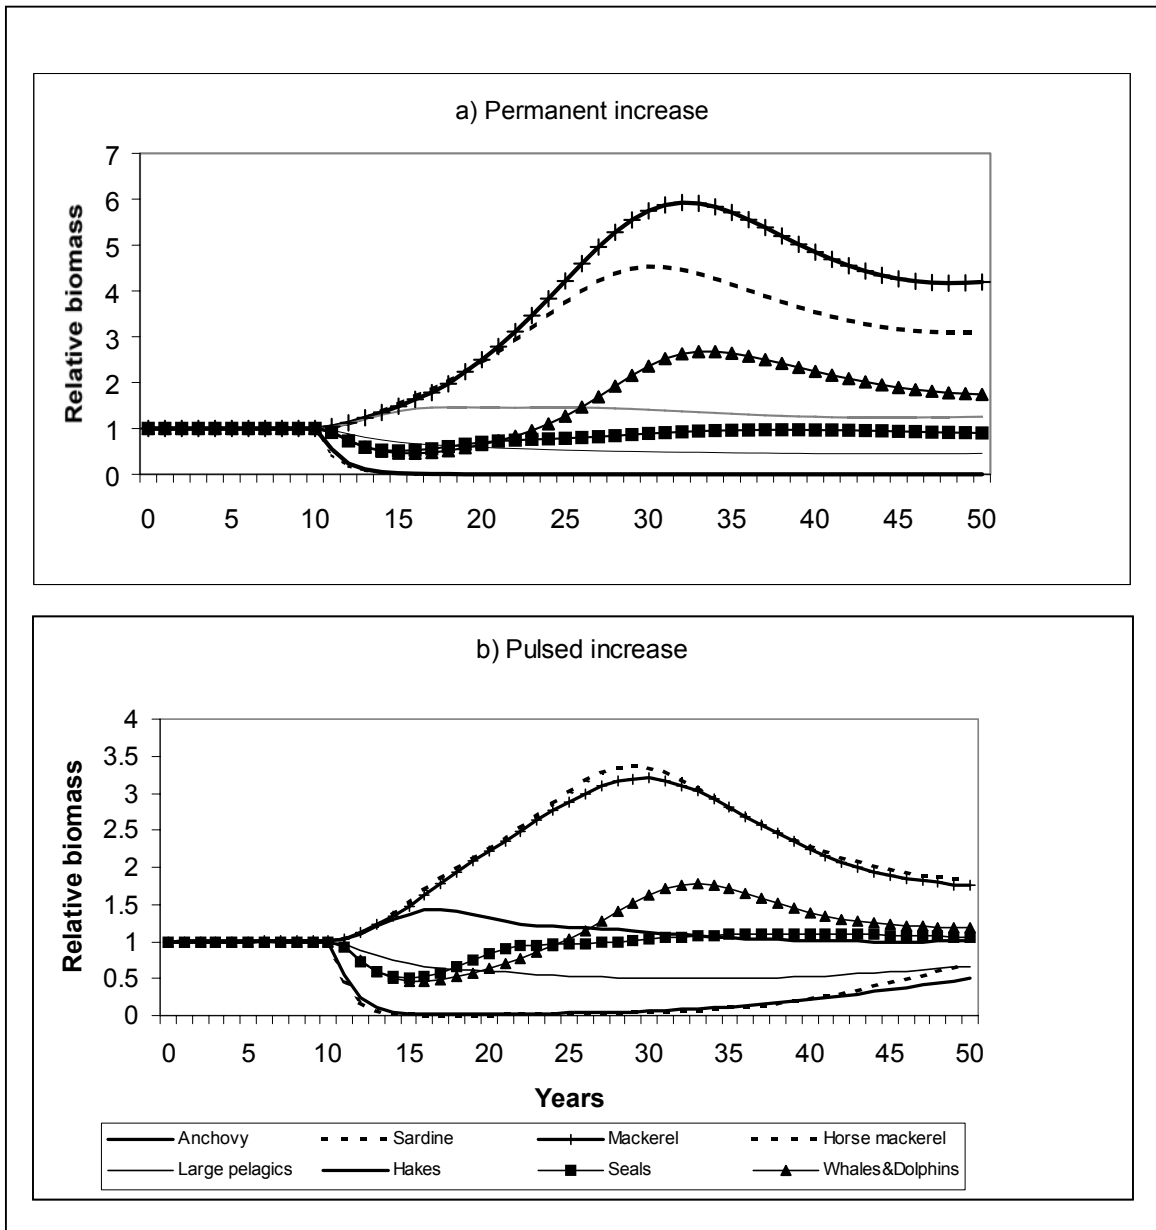 a) Permanent increase
Relative biomass
7
6
5
4
3
2
1
0
0 5 10 15 20 25 30 35 40 45 50
b) Pulsed increase
Relative biomass
4
3.5
3
2.5
2
1.5
1
0.5
0
0 5 10 15 20 25 30 35 40 45 50
Years
Anchovy Sardine Mackerel Horse mackerel
Large pelagics Hakes Seals Whales&Dolphins